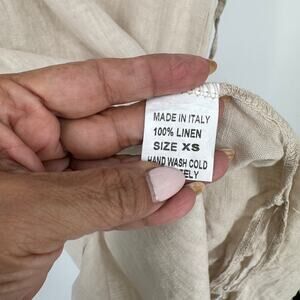 MADE IN ITALY
100% LINEN
SIZE XS
HAND WASH COLD